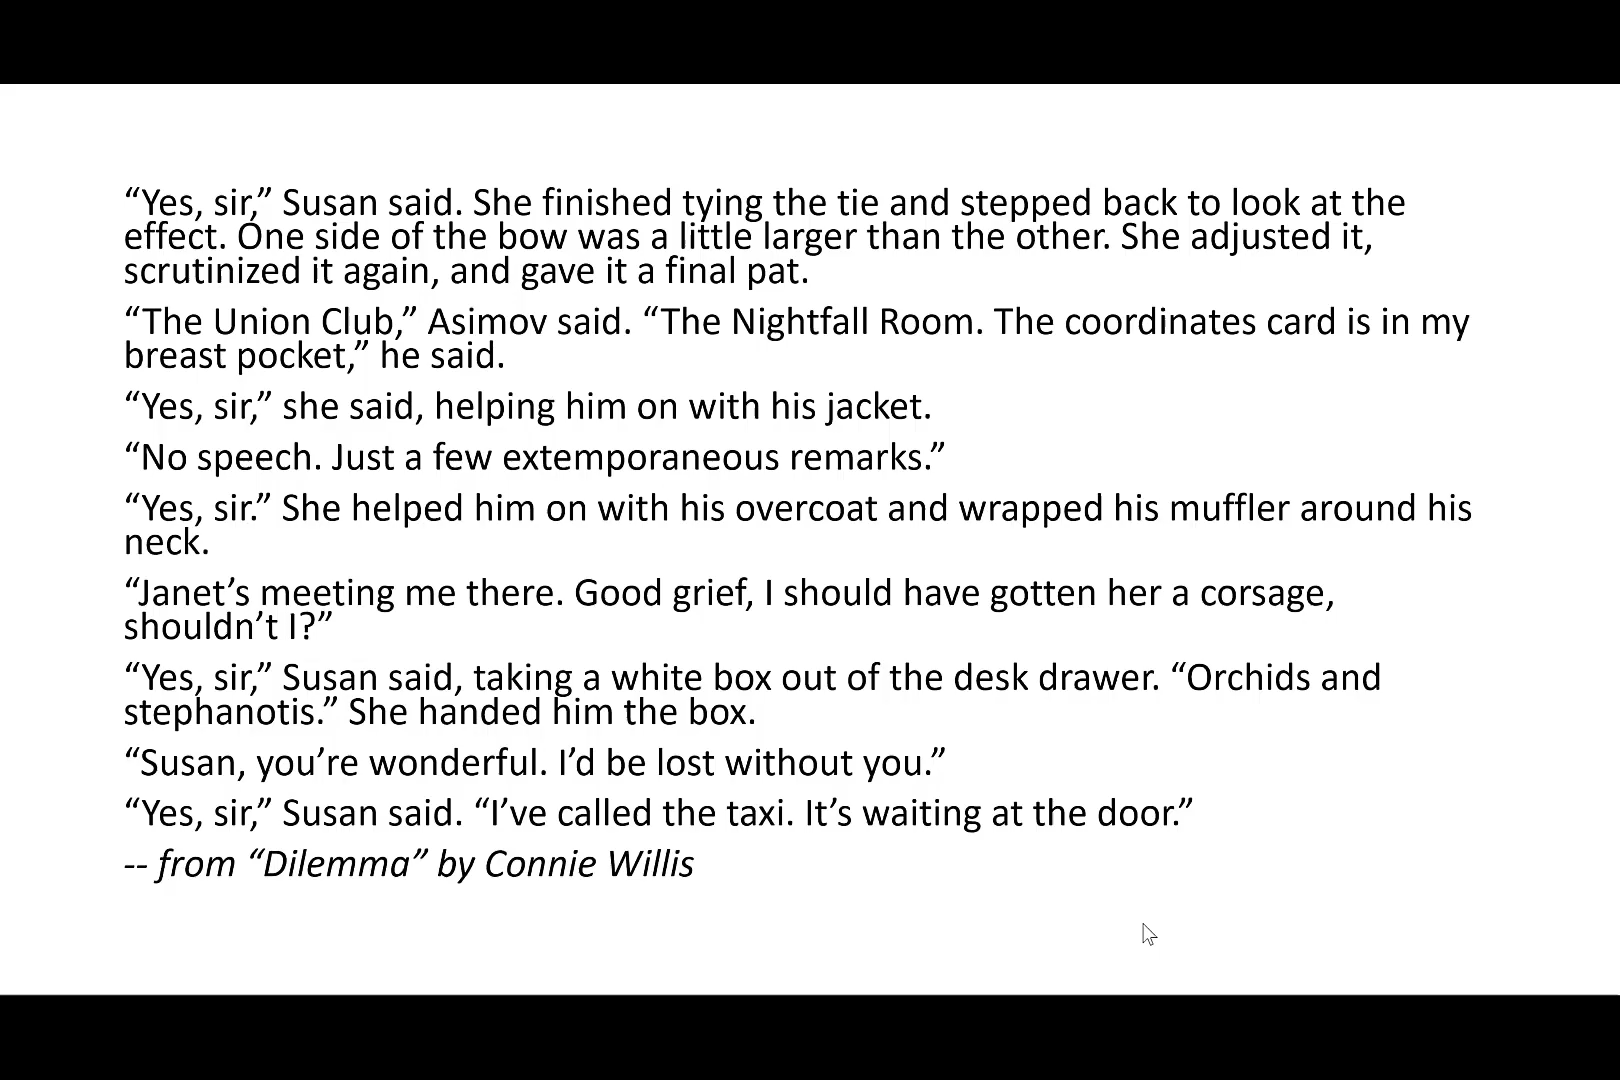 “Yes, sir,” Susan said. She finished tying the tie and stepped back to look at the
effect. One side of the bow was a little larger than the other. She adjusted it,
scrutinized it again, and gave it a final pat.
“The Union Club,” Asimov said. “The Nightfall Room. The coordinates card is in my
breast pocket,” he said.
“Yes, sir,” she said, helping him on with his jacket.
“No speech. Just a few extemporaneous remarks.”
“Yes, sir.” She helped him on with his overcoat and wrapped his muffler around his
neck.
“Janet’s meeting me there. Good grief, I should have gotten her a corsage,
shouldn’t I?”
“Yes, sir,” Susan said, taking a white box out of the desk drawer. “Orchids and
stephanotis.” She handed him the box.
“Susan, you’re wonderful. I’d be lost without you.”
“Yes, sir,” Susan said. “I’ve called the taxi. It’s waiting at the door.”
-- from “Dilemma” by Connie Willis